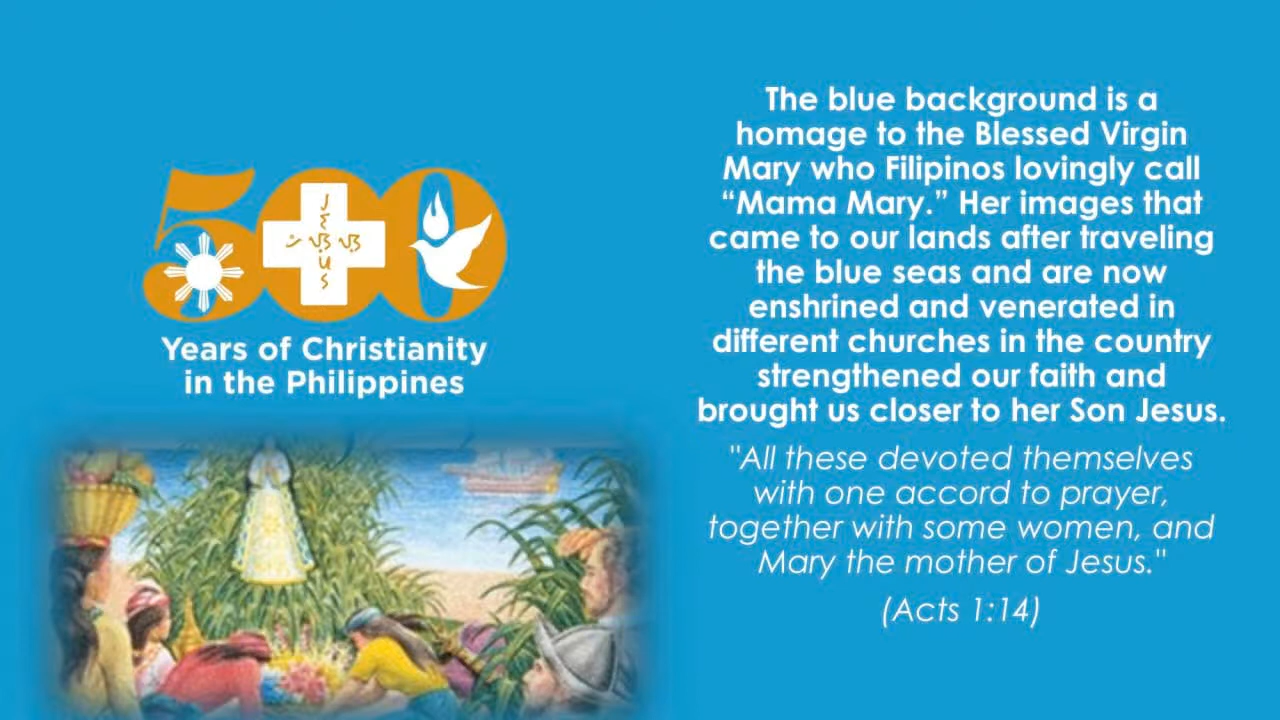 500
JESUS
Years of Christianity
in the Philippines
The blue background is a
homage to the Blessed Virgin
Mary who Filipinos lovingly call
“Mama Mary.” Her images that
came to our lands after traveling
the blue seas and are now
enshrined and venerated in
different churches in the country
strengthened our faith and
brought us closer to her Son Jesus.
"All these devoted themselves
with one accord to prayer,
together with some women, and
Mary the mother of Jesus."
(Acts 1:14)